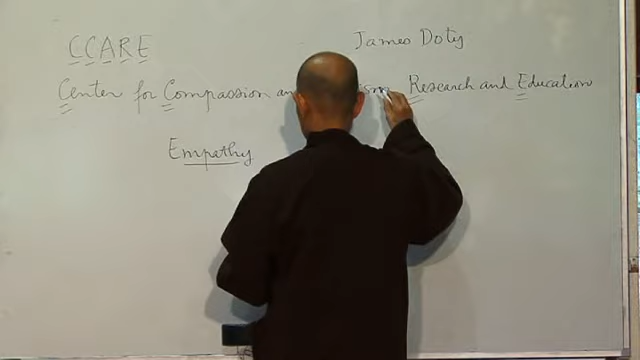 CCARE James Doty
Center for Compassion Research and Education
Empathy